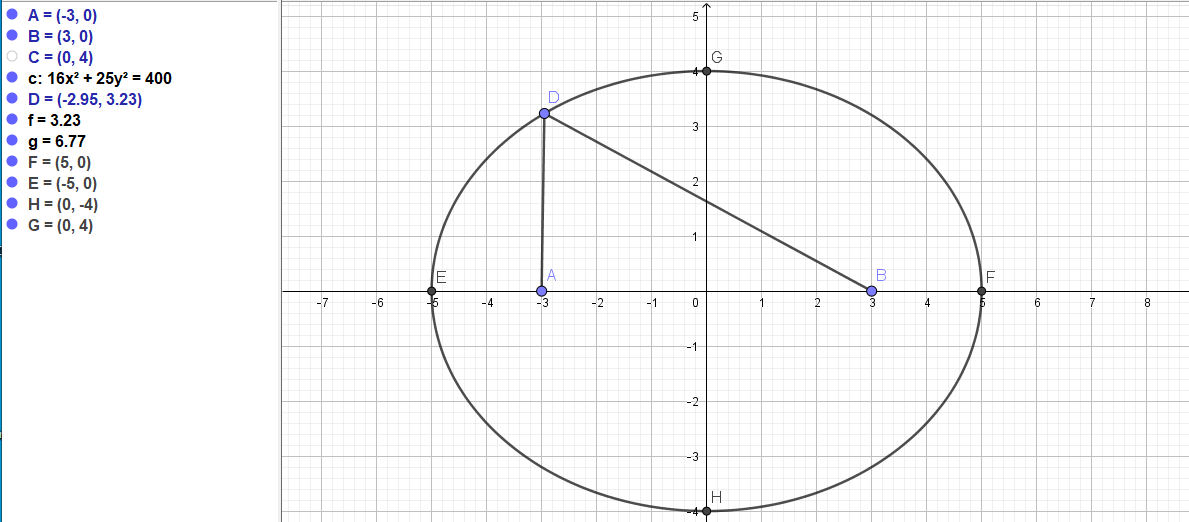 A = (-3, 0)
B = (3, 0)
C = (0, 4)
c: 16x² + 25y² = 400
D = (-2.95, 3.23)
f = 3.23
g = 6.77
F = (5, 0)
E = (-5, 0)
H = (0, -4)
G = (0, 4)
5
G
4
D
3
2
1
E A B F
-7 -6 -5 -4 -3 -2 -1 0 1 2 3 4 5 6 7 8
-1
-2
-3
H
-4